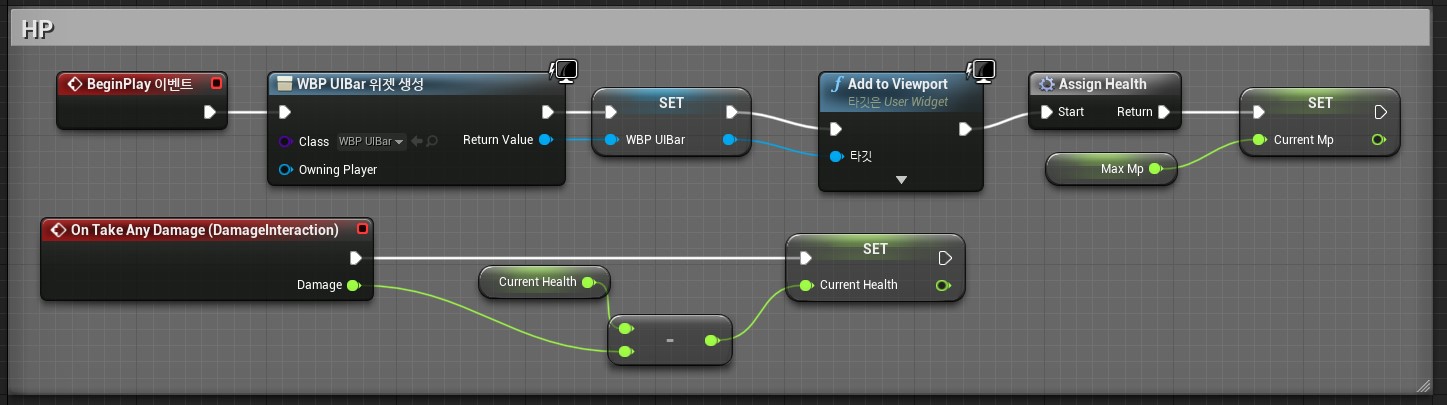 HP
BeginPlay 이벤트
WBP UIBar 위젯 생성
Class WBP UIBar
Return Value
Owning Player
SET
WBP UIBar
Add to Viewport
타깃은 User Widget
타깃
Assign Health
Start Return
Max Mp
SET
Current Mp
On Take Any Damage (DamageInteraction)
Damage
Current Health
-
SET
Current Health